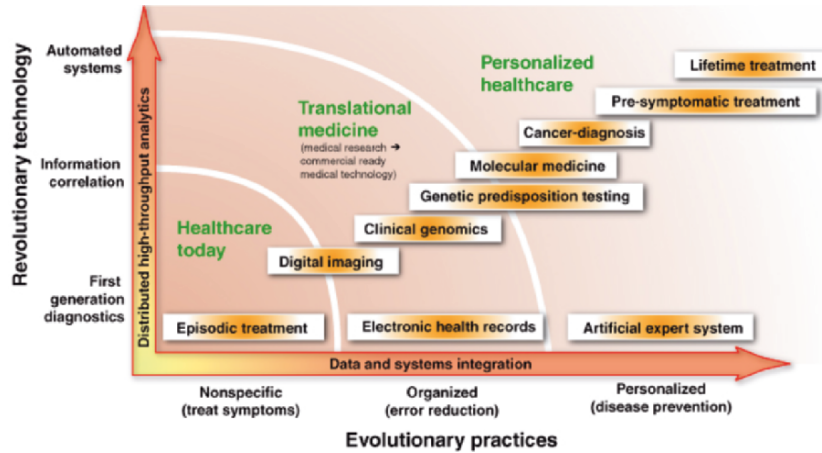 Revolutionary technology
Automated
systems
Information
correlation
First
generation
diagnostics
Distributed high-throughput analytics
Personalized
healthcare
Lifetime treatment
Pre-symptomatic treatment
Cancer-diagnosis
Translational
medicine
(medical research ➔
commercial ready
medical technology)
Molecular medicine
Genetic predisposition testing
Healthcare
today
Clinical genomics
Digital imaging
Episodic treatment
Electronic health records
Artificial expert system
Data and systems integration
Nonspecific
(treat symptoms)
Organized
(error reduction)
Personalized
(disease prevention)
Evolutionary practices